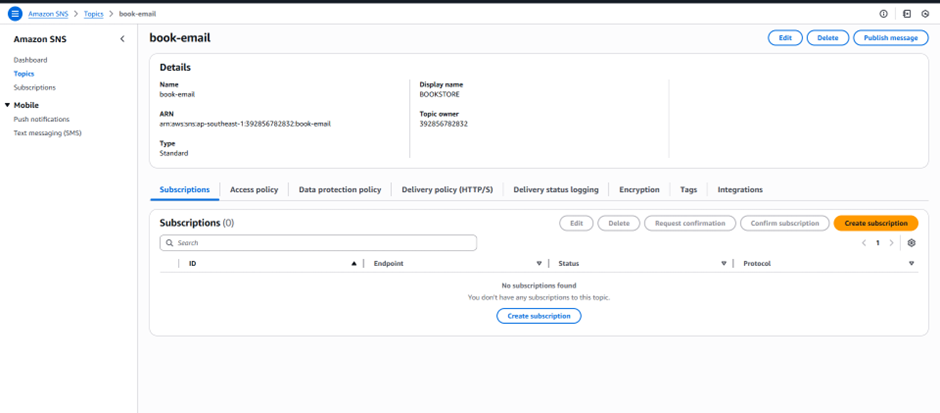 Amazon SNS > Topics > book-email
Amazon SNS
Dashboard
Topics
Subscriptions
Mobile
Push notifications
Text messaging (SMS)
book-email
Edit Delete Publish message
Details
Name
book-email
Display name
BOOKSTORE
ARN
arn:aws:sns:ap-southeast-1:392856782832:book-email
Topic owner
392856782832
Type
Standard
Subscriptions Access policy Data protection policy Delivery policy (HTTP/S) Delivery status logging Encryption Tags Integrations
Subscriptions (0)
Edit Delete Request confirmation Confirm subscription Create subscription
Search
1
ID Endpoint Status Protocol
No subscriptions found
You don't have any subscriptions to this topic.
Create subscription